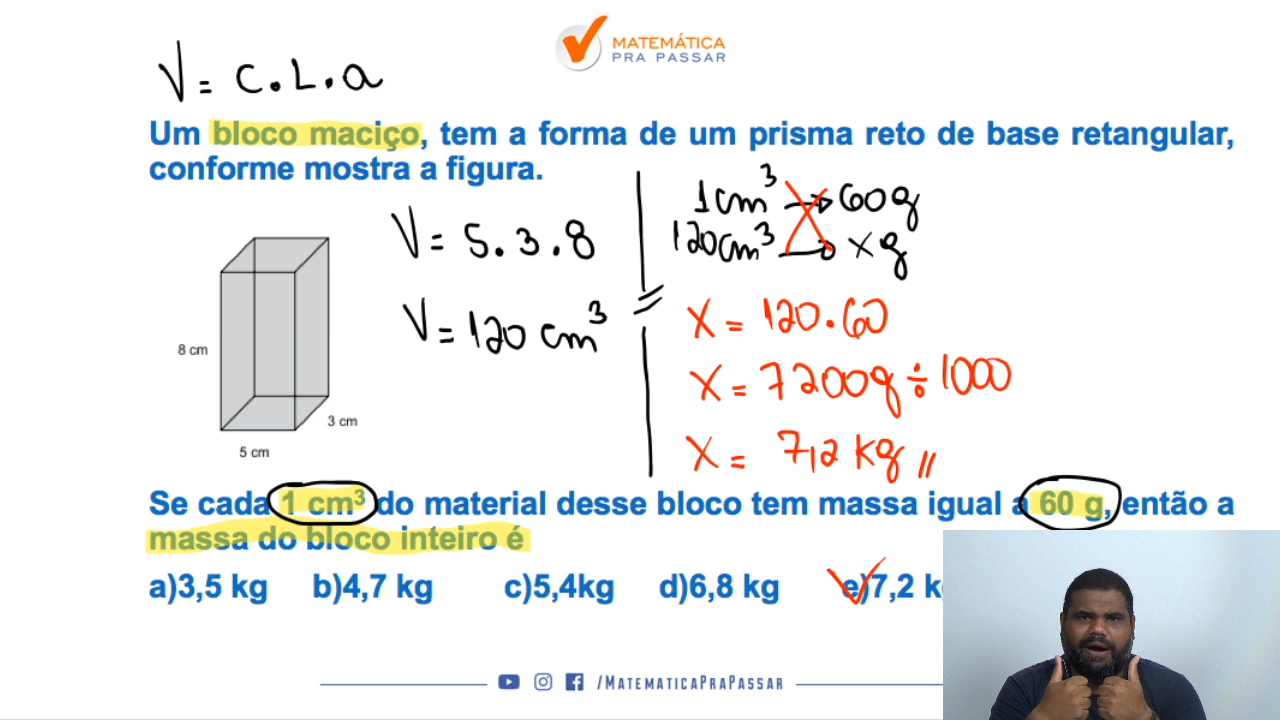 MATEMÁTICA
PRA PASSAR
V = C.L.a
Um bloco maciço, tem a forma de um prisma reto de base retangular,
conforme mostra a figura.
8 cm
3 cm
5 cm
V = 5.3.8
V = 120 cm³
1cm³ → 60g
120cm³ → x g
X = 120.60
X = 7200g ÷ 1000
X = 7,2 kg //
Se cada 1 cm³ do material desse bloco tem massa igual a 60 g, então a
massa do bloco inteiro é
a)3,5 kg b)4,7 kg c)5,4kg d)6,8 kg e)7,2 k
/MATEMATICAPRAPASSAR